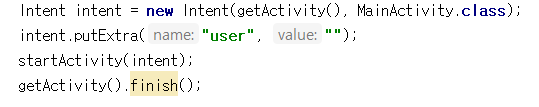 Intent intent = new Intent(getActivity(), MainActivity.class);
intent.putExtra( name: "user", value: "");
startActivity(intent);
getActivity().finish();